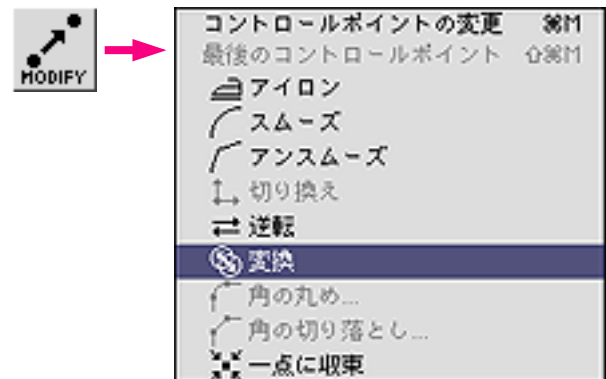 MODIFY
コントロールポイントの変更 ⌘M
最後のコントロールポイント ⇧⌘M
アイロン
スムーズ
アンスムーズ
切り換え
逆転
変換
角の丸め...
角の切り落とし...
一点に収束